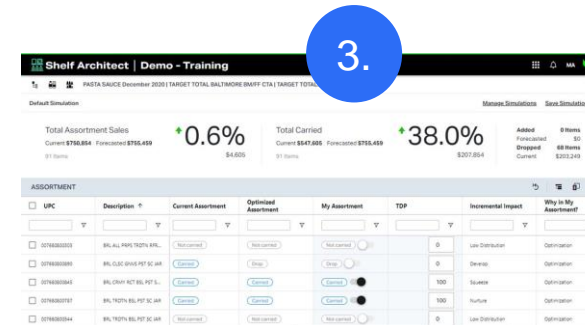 3.
Shelf Architect | Demo - Training
MA
PASTA SAUCE December 2020 | TARGET TOTAL BALTIMORE BM/FF CTA | TARGET TOTAL
Default Simulation
Manage Simulations Save Simulation
Total Assortment Sales
Current $750,854 Forecasted $755,459
91 Items
0.6%
$4,605
Total Carried
Current $547,605 Forecasted $755,459
91 Items
38.0%
$207,854
Added 0 Items
Forecasted $0
Dropped 68 Items
Current $203,249
ASSORTMENT
UPC Description Current Assortment Optimized Assortment My Assortment TDP Incremental Impact Why in My Assortment?
Not carried Not carried Not carried 0 Low Distribution Optimization
Carried Drop Drop 0 Develop Optimization
Carried Carried Carried 100 Squeeze Optimization
Carried Carried Carried 100 Nurture Optimization
Not carried Not carried Not carried 0 Low Distribution Optimization